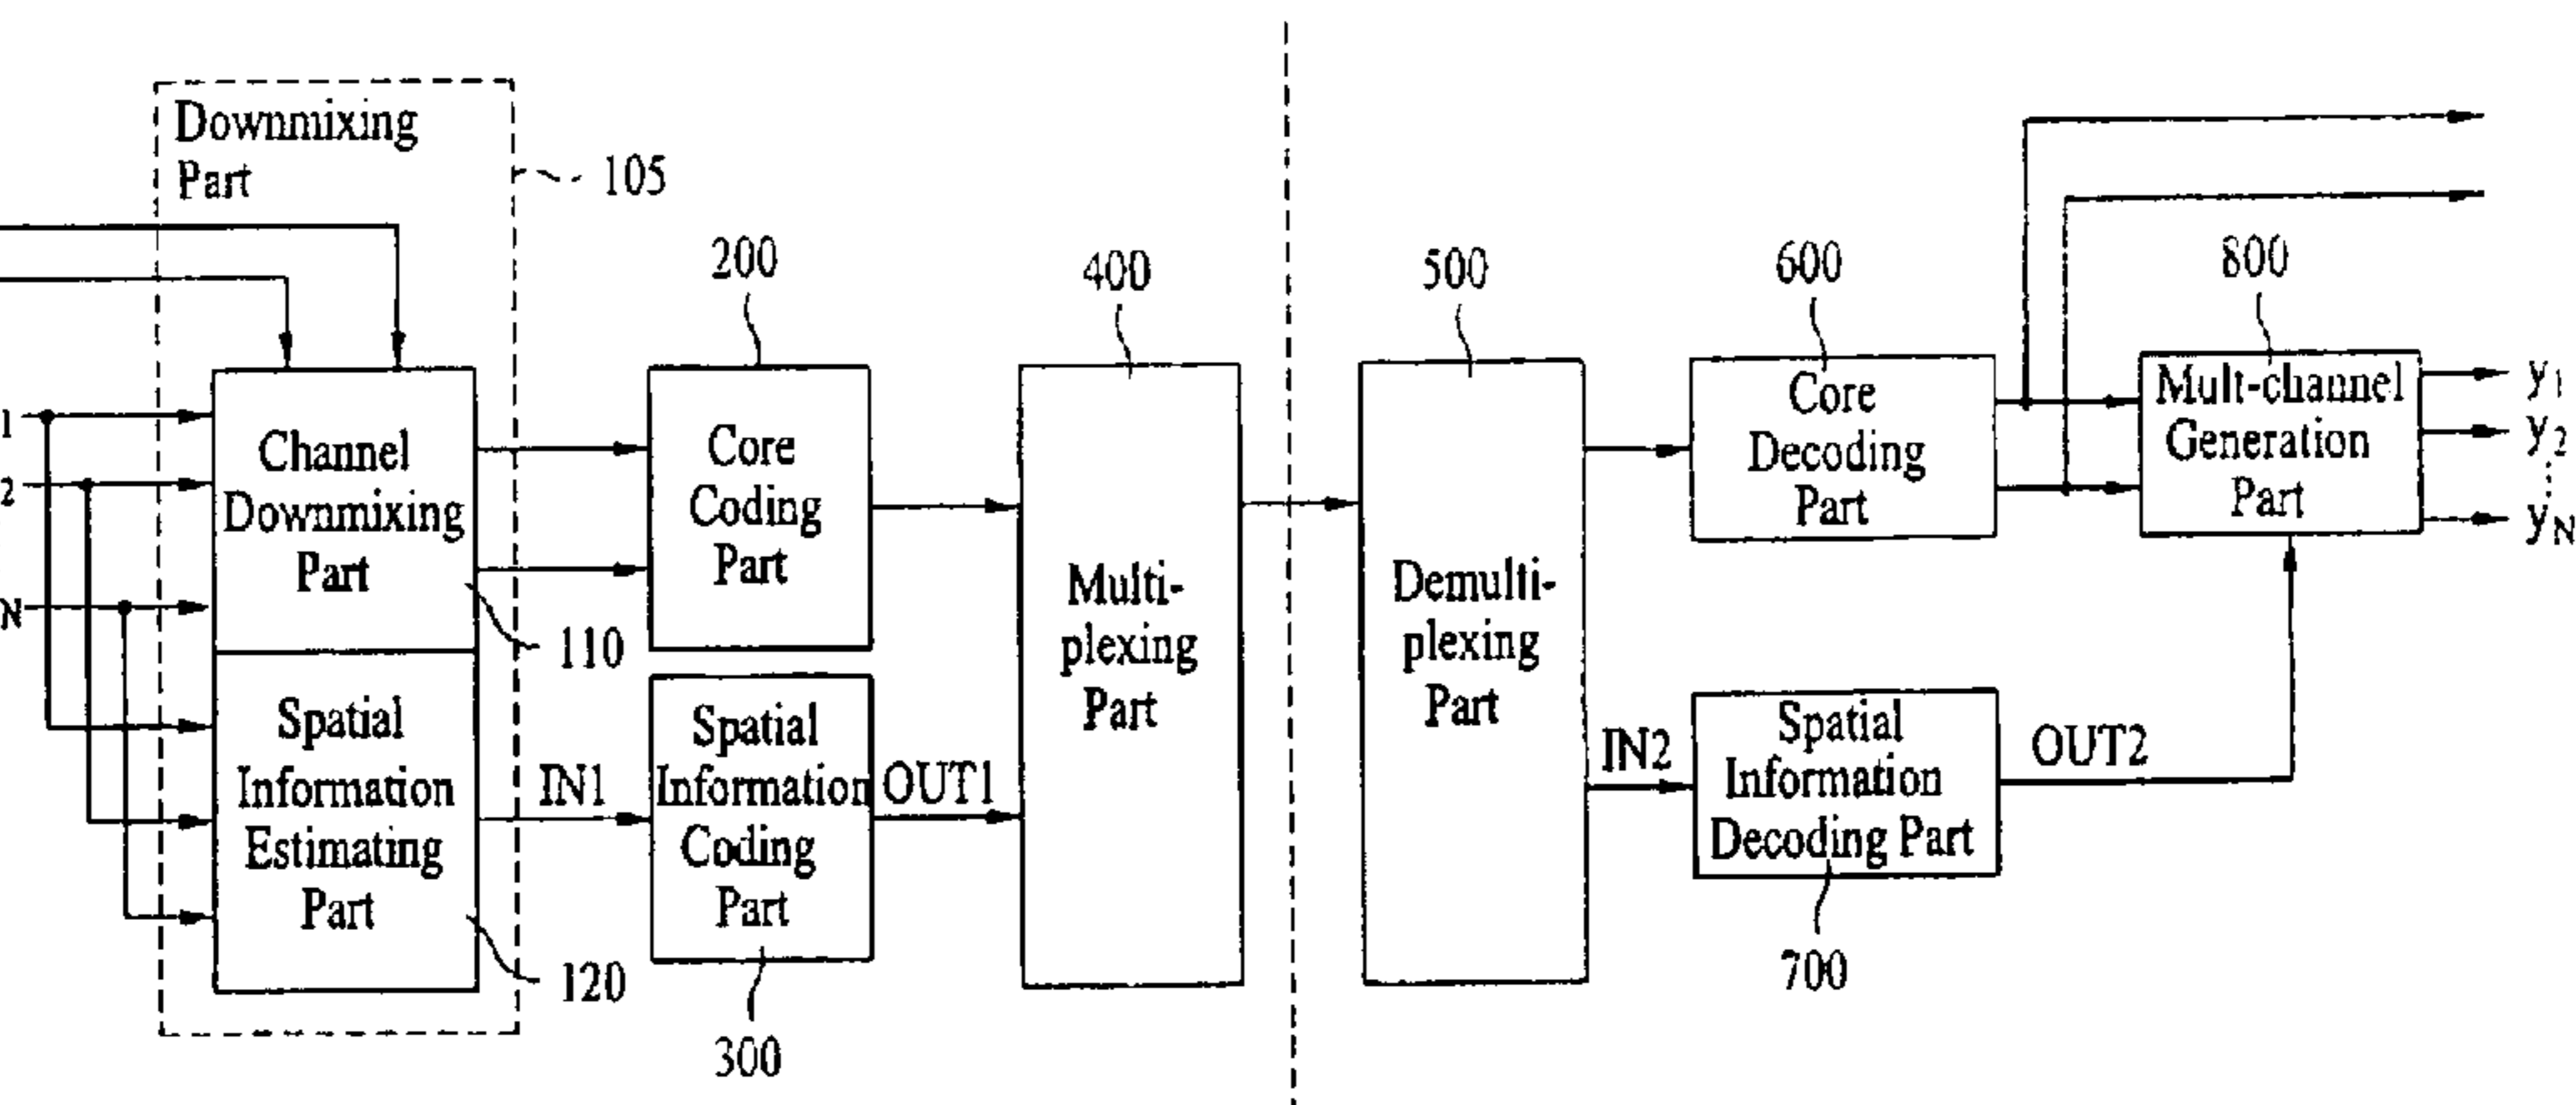 Downmixing
Part
105
1
2
N
Channel
Downmixing
Part
110
Spatial
Information
Estimating
Part
120
200
Core
Coding
Part
IN1
Spatial
Information
Coding
Part
300
OUT1
400
Multi-
plexing
Part
500
Demulti-
plexing
Part
600
Core
Decoding
Part
IN2
Spatial
Information
Decoding Part
700
OUT2
800
Mult-channel
Generation
Part
y1
y2
⋮
yN